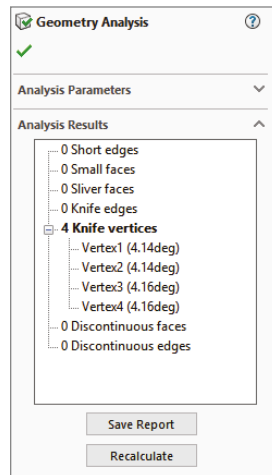 Geometry Analysis
Analysis Parameters
Analysis Results
0 Short edges
0 Small faces
0 Sliver faces
0 Knife edges
4 Knife vertices
Vertex1 (4.14deg)
Vertex2 (4.14deg)
Vertex3 (4.16deg)
Vertex4 (4.16deg)
0 Discontinuous faces
0 Discontinuous edges
Save Report
Recalculate